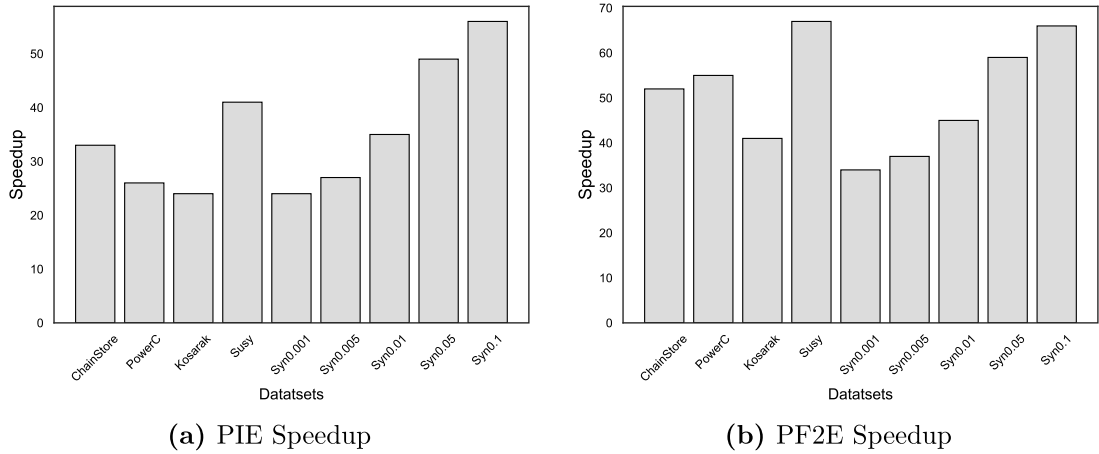 Speedup
50
40
30
20
10
0
ChainStore
PowerC
Kosarak
Susy
Syn0.001
Syn0.005
Syn0.01
Syn0.05
Syn0.1
Datatsets
(a) PIE Speedup
Speedup
70
60
50
40
30
20
10
0
ChainStore
PowerC
Kosarak
Susy
Syn0.001
Syn0.005
Syn0.01
Syn0.05
Syn0.1
Datatsets
(b) PF2E Speedup